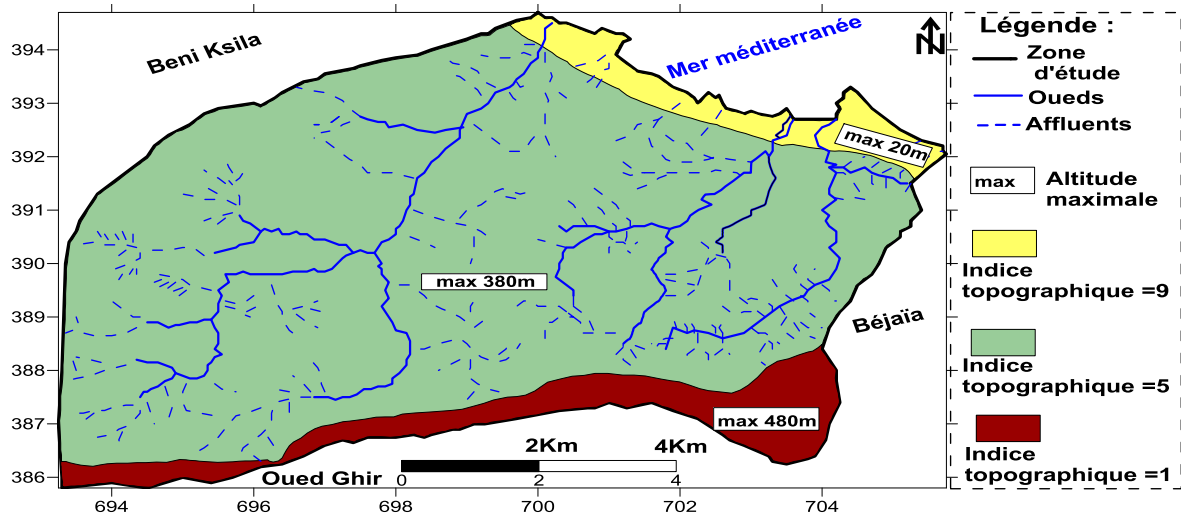 Beni Ksila
Mer méditerranée
N
max 20m
max 380m
Béjaïa
max 480m
Oued Ghir
2Km
4Km
0
2
4
394
393
392
391
390
389
388
387
386
694
696
698
700
702
704
Légende :
Zone
d'étude
Oueds
Affluents
max
Altitude
maximale
Indice
topographique =9
Indice
topographique =5
Indice
topographique =1